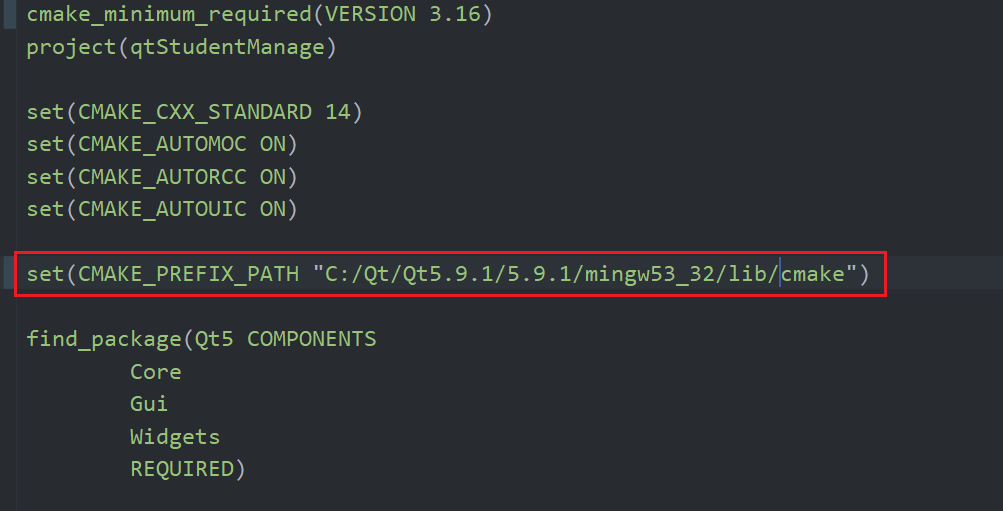 cmake_minimum_required(VERSION 3.16)
project(qtStudentManage)
set(CMAKE_CXX_STANDARD 14)
set(CMAKE_AUTOMOC ON)
set(CMAKE_AUTORCC ON)
set(CMAKE_AUTOUIC ON)
set(CMAKE_PREFIX_PATH "C:/Qt/Qt5.9.1/5.9.1/mingw53_32/lib/cmake")
find_package(Qt5 COMPONENTS
Core
Gui
Widgets
REQUIRED)